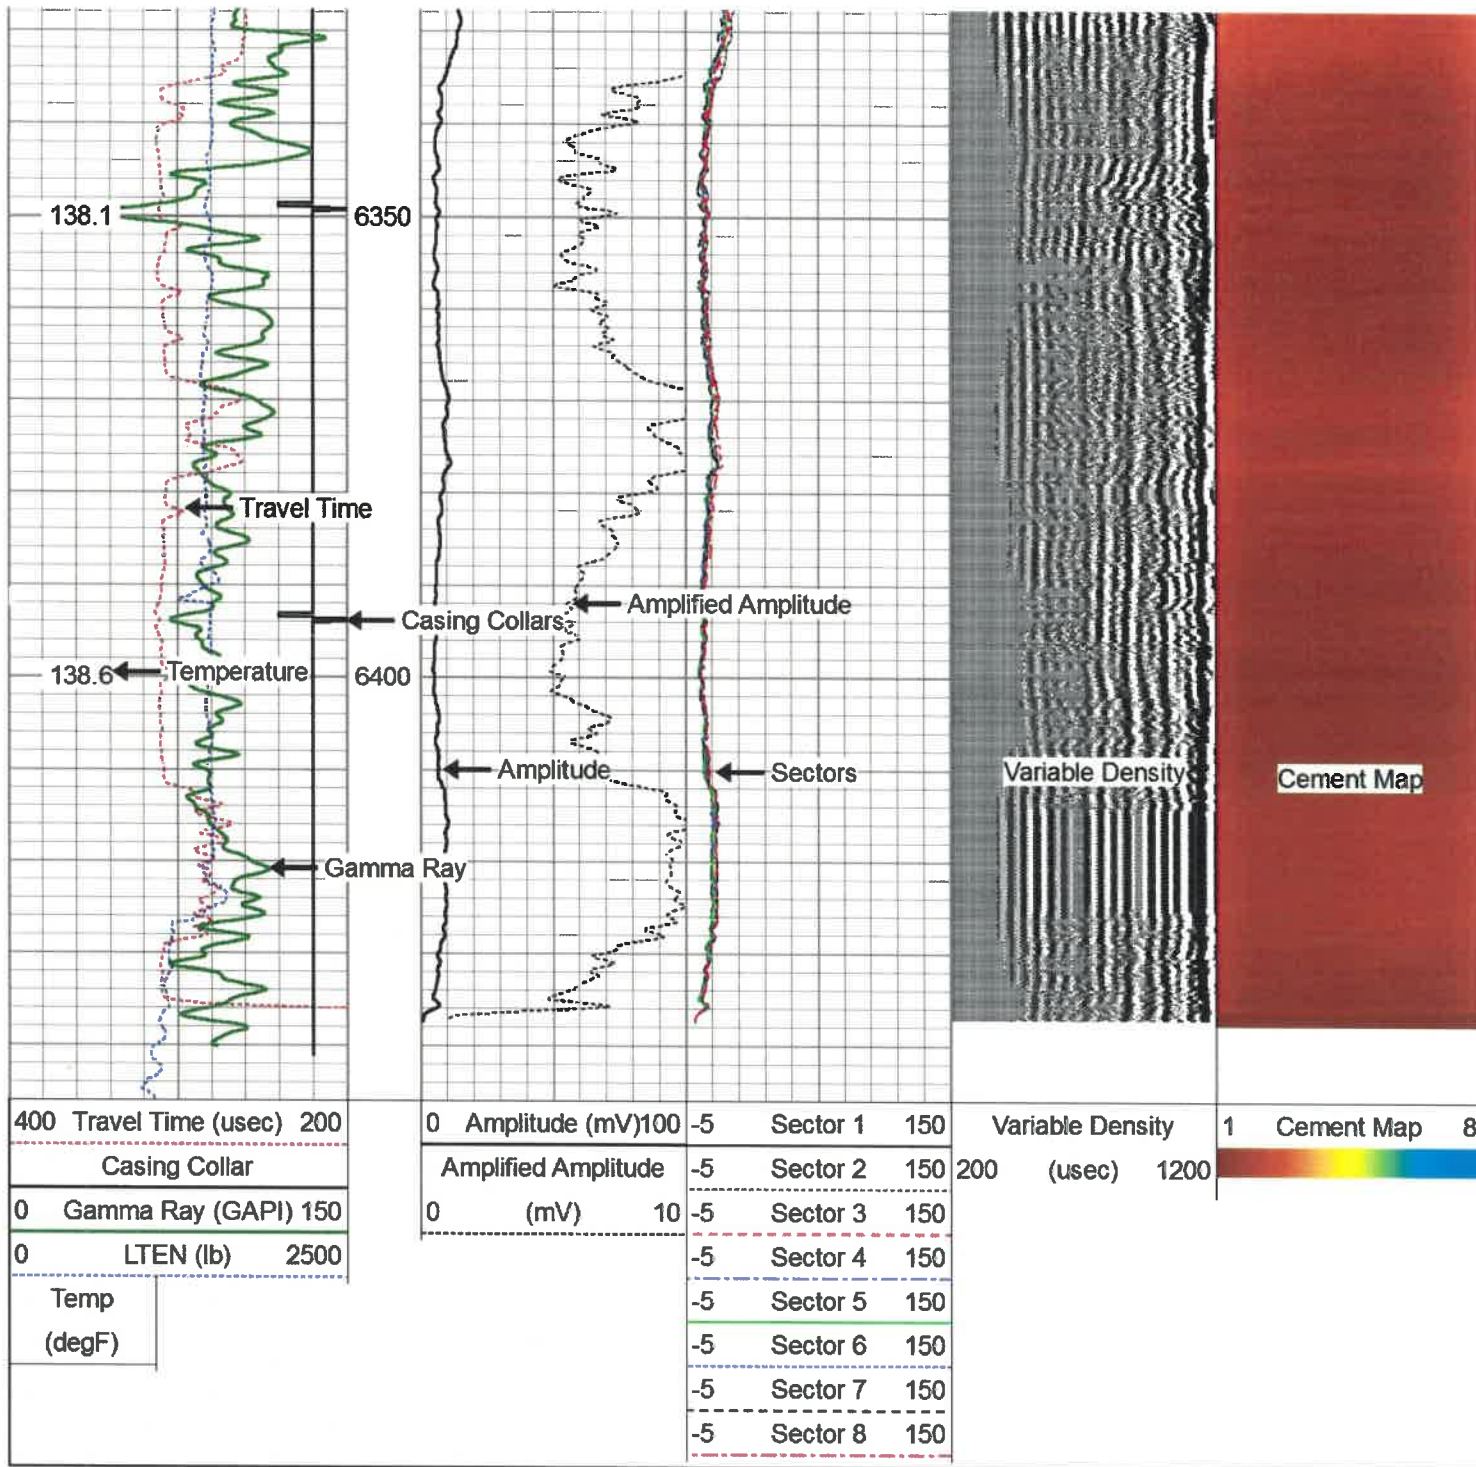 138.1
6350
Travel Time
Amplified Amplitude
Casing Collars
138.6
Temperature
6400
Amplitude
Sectors
Variable Density
Cement Map
Gamma Ray
400 Travel Time (usec) 200
Casing Collar
0 Gamma Ray (GAPI) 150
0 LTEN (lb) 2500
Temp
(degF)
0 Amplitude (mV) 100
Amplified Amplitude
0 (mV) 10
-5 Sector 1 150
-5 Sector 2 150
-5 Sector 3 150
-5 Sector 4 150
-5 Sector 5 150
-5 Sector 6 150
-5 Sector 7 150
-5 Sector 8 150
Variable Density
200 (usec) 1200
1 Cement Map 8